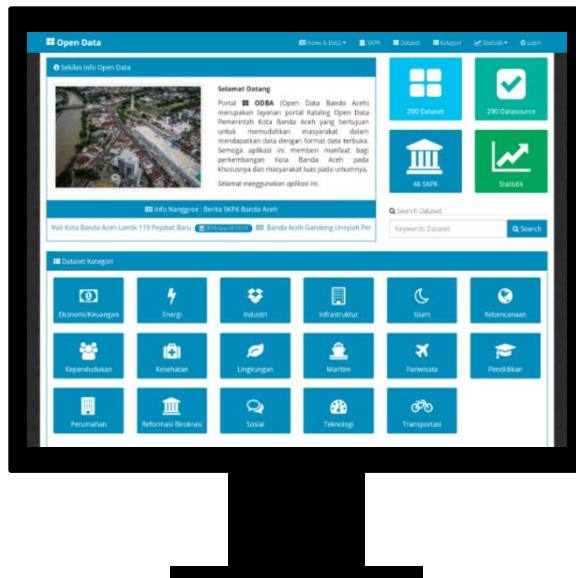 Open Data
News & Docs
SKPK
Dataset
Kategori
Statistik
Login
Sekilas Info Open Data
Selamat Datang
Portal ODBA (Open Data Banda Aceh)
merupakan layanan portal Katalog Open Data
Pemerintah Kota Banda Aceh yang bertujuan
untuk memudahkan masyarakat dalam
mendapatkan data dengan format data terbuka.
Semoga aplikasi ini memberi manfaat bagi
perkembangan Kota Banda Aceh pada
khususnya dan masyarakat luas pada umumnya.
Selamat menggunakan aplikasi ini.
200 Dataset
290 Datasource
46 SKPK
Statistik
Info Nanggroe : Berita SKPK Banda Aceh
Wali Kota Banda Aceh Lantik 119 Pejabat Baru
Banda Aceh Gandeng Unsyiah Per
Search Dataset
Keywords Dataset
Search
Dataset Kategori
Ekonomi/Keuangan
Energi
Industri
Infrastruktur
Islam
Kebencanaan
Kependudukan
Kesehatan
Lingkungan
Maritim
Pariwisata
Pendidikan
Perumahan
Reformasi Birokrasi
Sosial
Teknologi
Transportasi